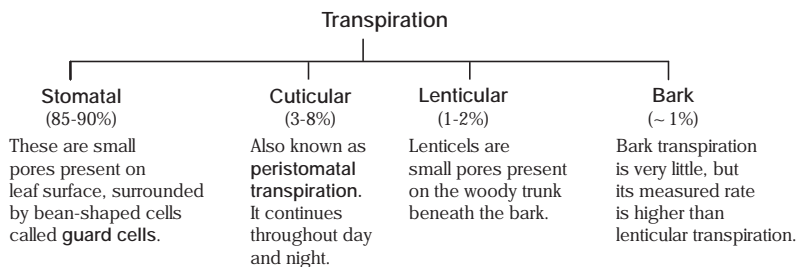 Transpiration
Stomatal
(85-90%)
These are small
pores present on
leaf surface, surrounded
by bean-shaped cells
called guard cells.
Cuticular
(3-8%)
Also known as
peristomatal
transpiration.
It continues
throughout day
and night.
Lenticular
(1-2%)
Lenticels are
small pores present
on the woody trunk
beneath the bark.
Bark
(~1%)
Bark transpiration
is very little, but
its measured rate
is higher than
lenticular transpiration.